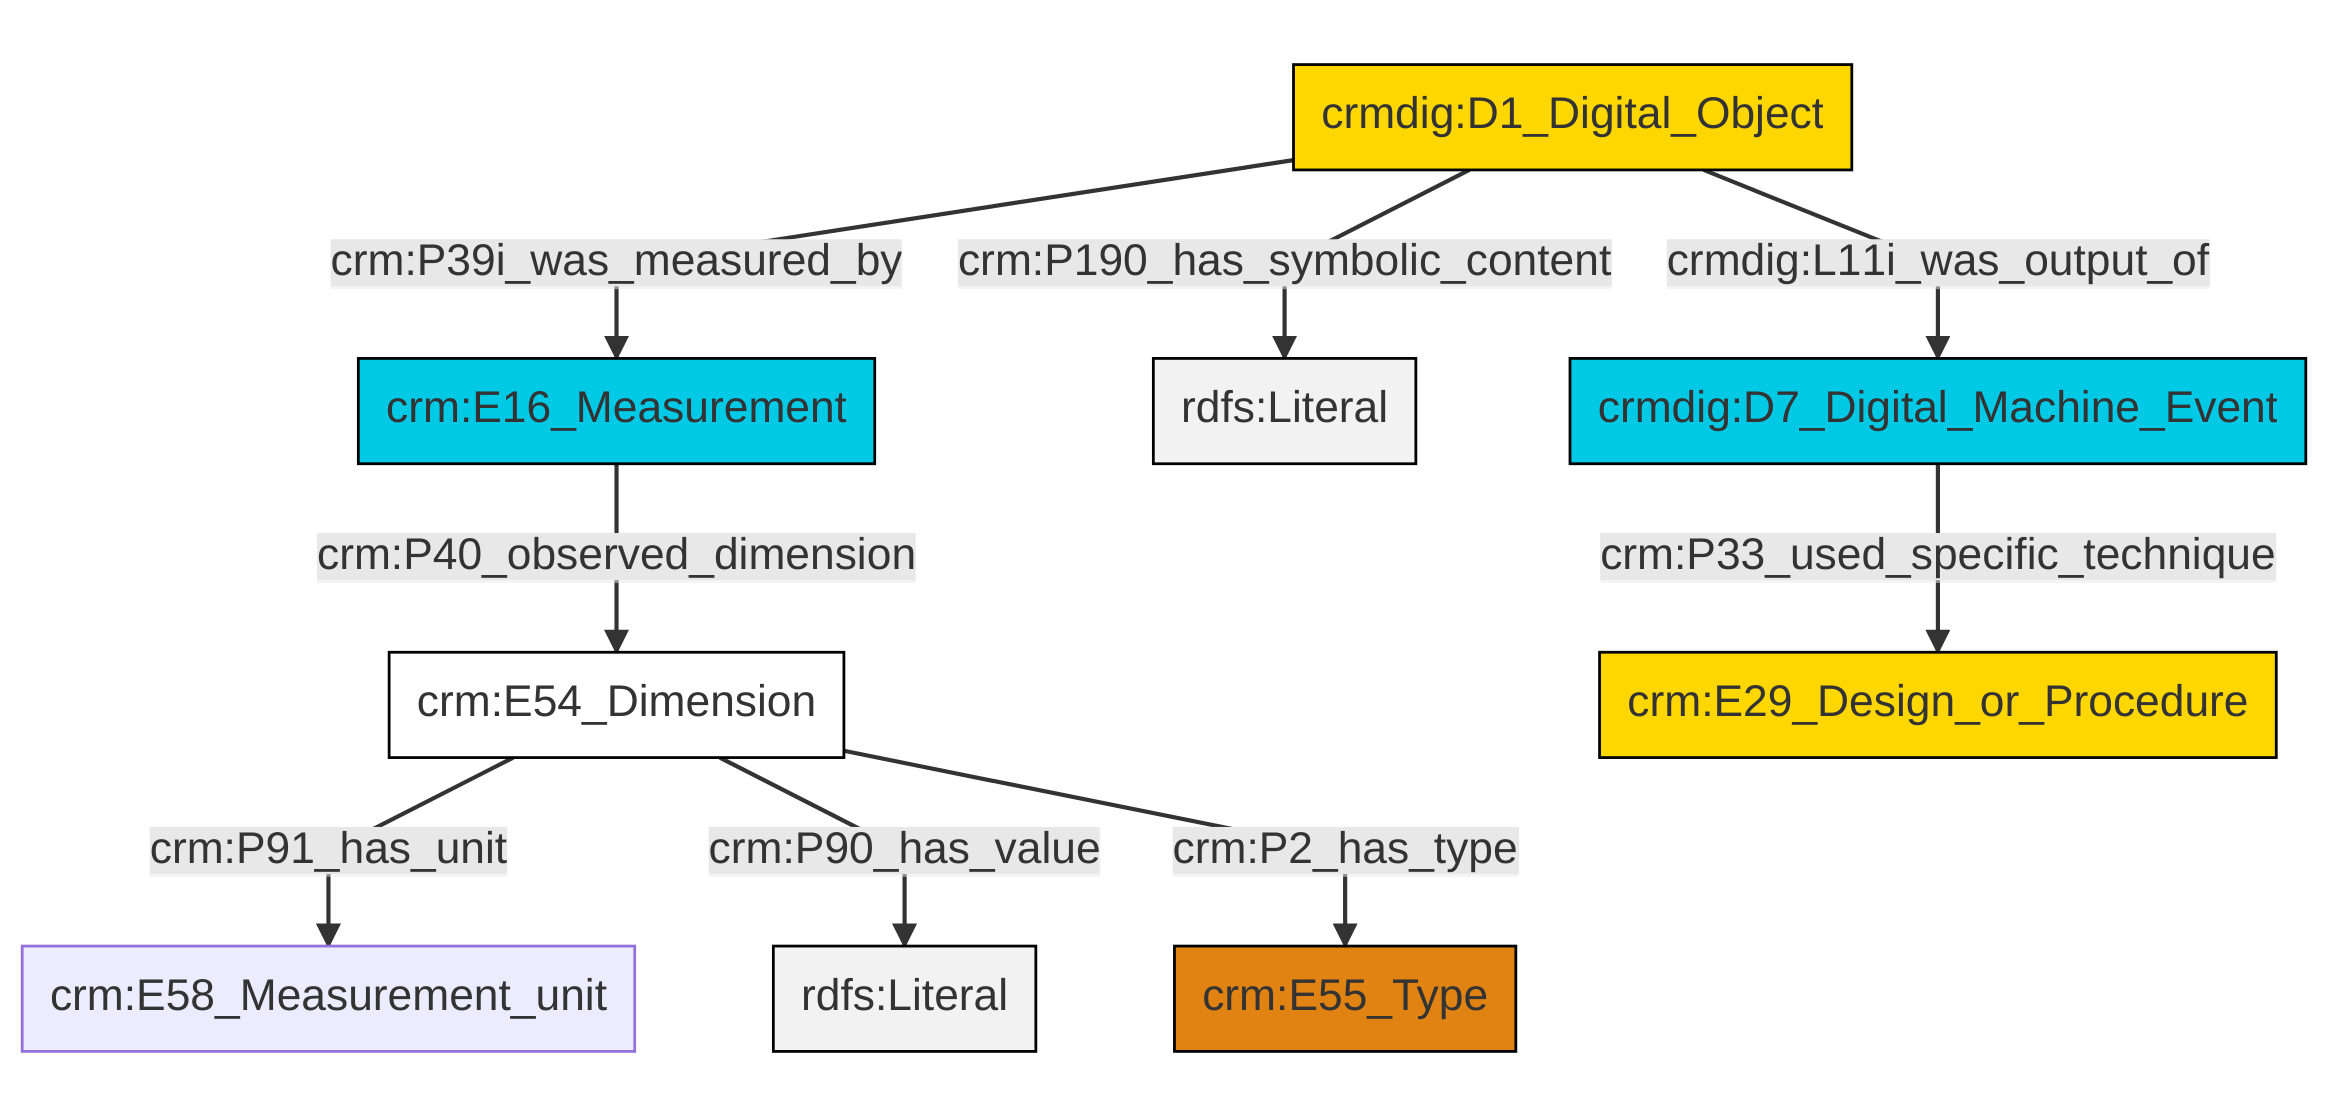 crmdig:D1_Digital_Object
crm:P39i_was_measured_by
crm:P190_has_symbolic_content
crmdig:L11i_was_output_of
crm:E16_Measurement
rdfs:Literal
crmdig:D7_Digital_Machine_Event
crm:P40_observed_dimension
crm:P33_used_specific_technique
crm:E54_Dimension
crm:E29_Design_or_Procedure
crm:P91_has_unit
crm:P90_has_value
crm:P2_has_type
crm:E58_Measurement_unit
rdfs:Literal
crm:E55_Type